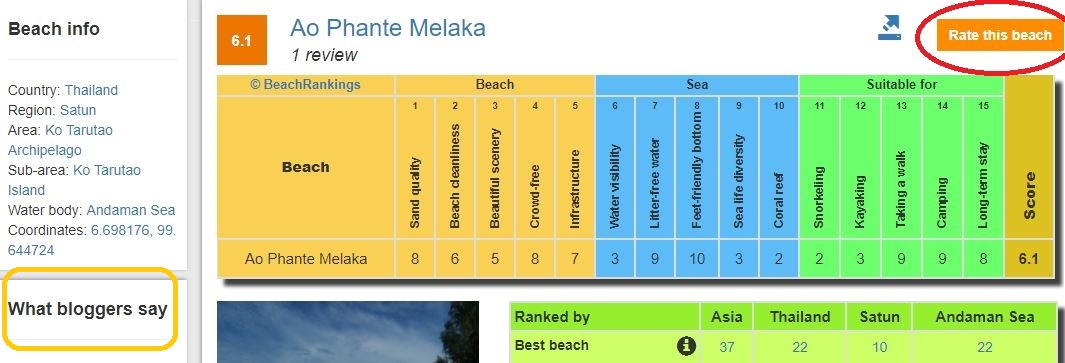 Beach info
Country: Thailand
Region: Satun
Area: Ko Tarutao
Archipelago
Sub-area: Ko Tarutao
Island
Water body: Andaman Sea
Coordinates: 6.698176, 99.
644724
What bloggers say
6.1
Ao Phante Melaka
1 review
Rate this beach
© BeachRankings Beach Sea Suitable for
1 2 3 4 5 6 7 8 9 10 11 12 13 14 15
Beach
Sand quality
Beach cleanliness
Beautiful scenery
Crowd-free
Infrastructure
Water visibility
Litter-free water
Feet-friendly bottom
Sea life diversity
Coral reef
Snorkeling
Kayaking
Taking a walk
Camping
Long-term stay
Score
Ao Phante Melaka 8 6 5 8 7 3 9 10 3 2 2 3 9 9 8 6.1
Ranked by Asia Thailand Satun Andaman Sea
Best beach i 37 22 10 22